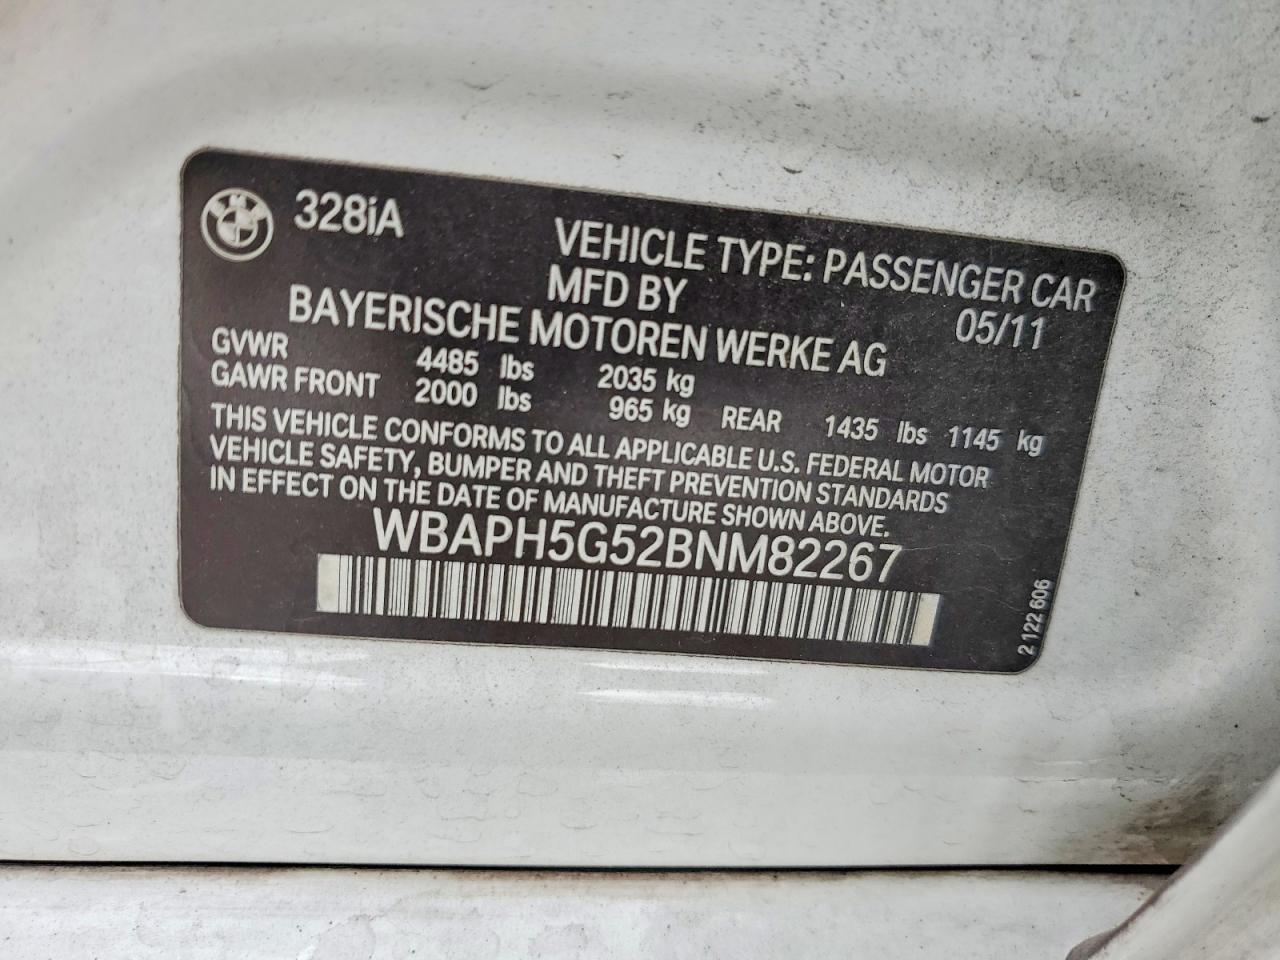 BMW 328iA
VEHICLE TYPE: PASSENGER CAR
MFD BY 05/11
BAYERISCHE MOTOREN WERKE AG
GVWR 4485 lbs 2035 kg
GAWR FRONT 2000 lbs 965 kg REAR 1435 lbs 1145 kg
THIS VEHICLE CONFORMS TO ALL APPLICABLE U.S. FEDERAL MOTOR
VEHICLE SAFETY, BUMPER AND THEFT PREVENTION STANDARDS
IN EFFECT ON THE DATE OF MANUFACTURE SHOWN ABOVE.
WBAPH5G52BNM82267
2 122 606